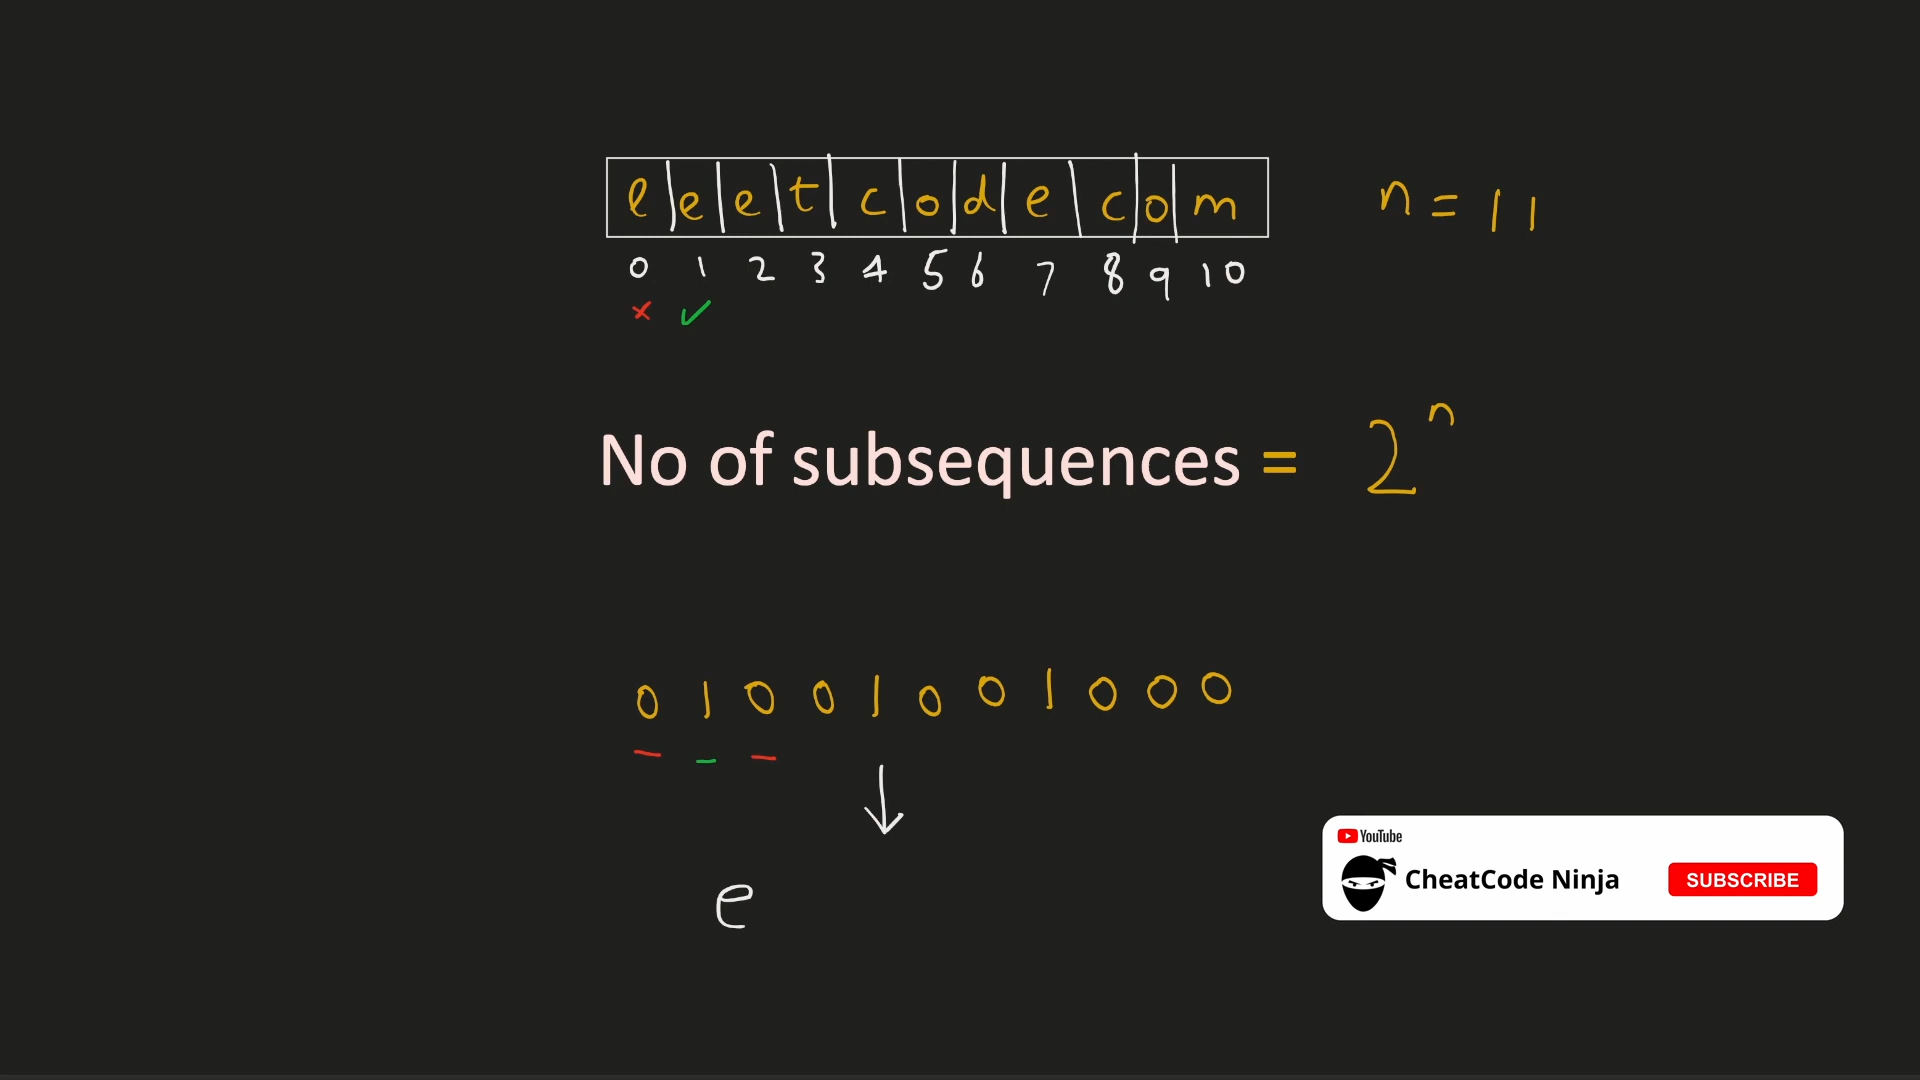 l e e t c o d e c o m
n = 11
0 1 2 3 4 5 6 7 8 9 10
No of subsequences = 2^n
0 1 0 0 1 0 0 1 0 0 0
e
YouTube
CheatCode Ninja
SUBSCRIBE